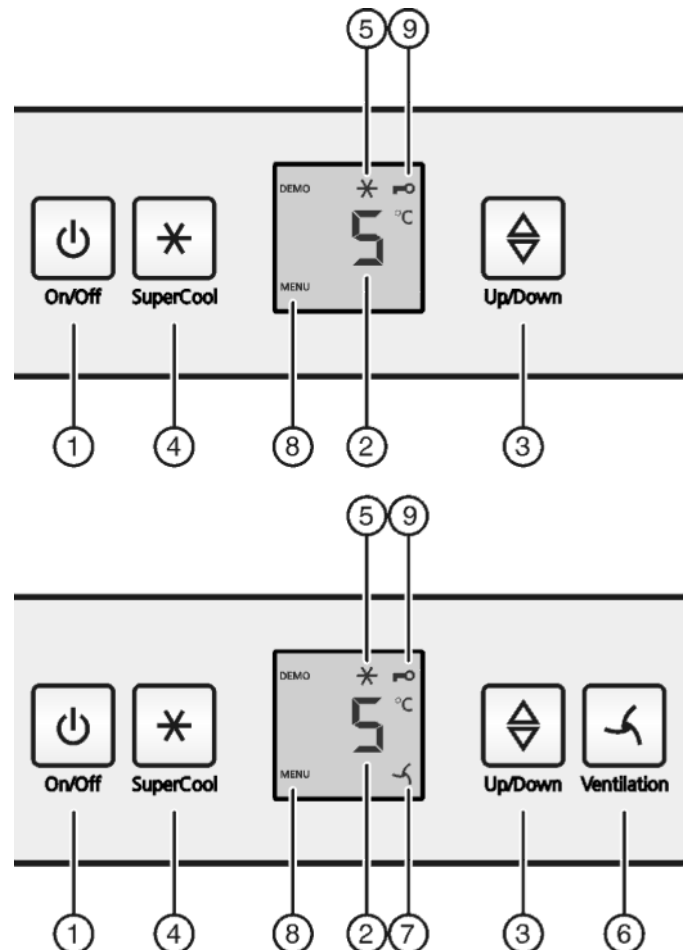 5 9
DEMO
5 °C
MENU
On/Off SuperCool Up/Down
1 4 8 2 3
5 9
DEMO
5 °C
MENU
On/Off SuperCool Up/Down Ventilation
1 4 8 2 7 3 6